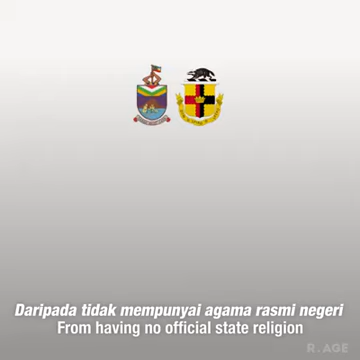 Daripada tidak mempunyai agama rasmi negeri
From having no official state religion
R.AGE